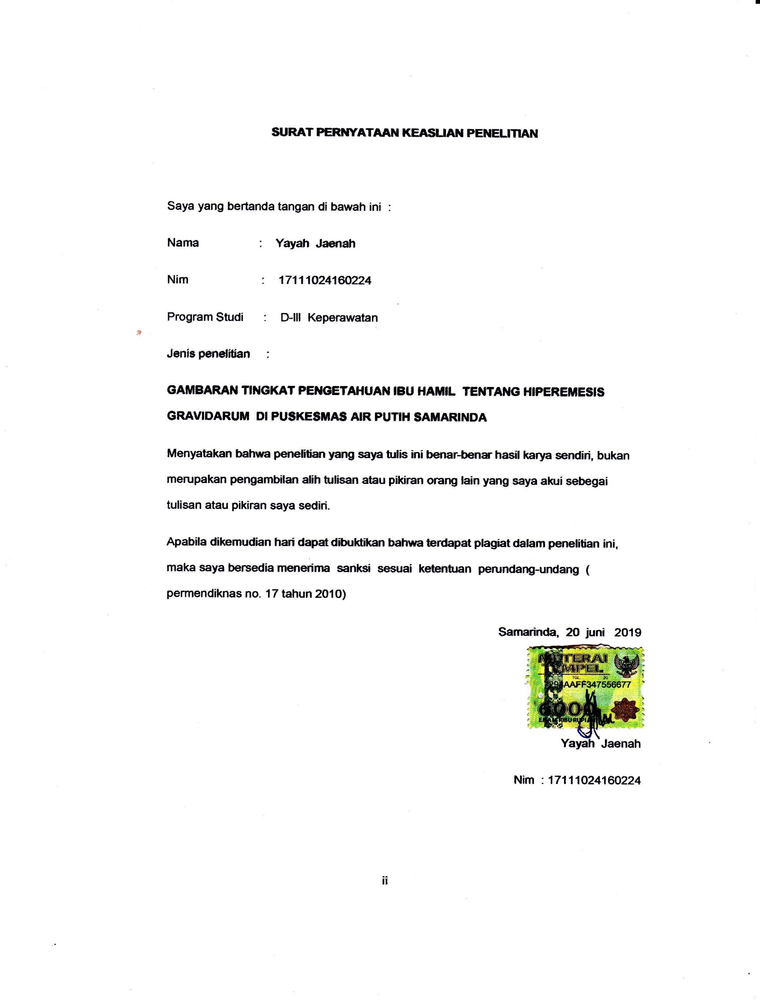 SURAT PERNYATAAN KEASLIAN PENELITIAN
Saya yang bertanda tangan di bawah ini :
Nama : Yayah Jaenah
Nim : 17111024160224
Program Studi : D-III Keperawatan
Jenis penelitian :
GAMBARAN TINGKAT PENGETAHUAN IBU HAMIL TENTANG HIPEREMESIS
GRAVIDARUM DI PUSKESMAS AIR PUTIH SAMARINDA
Menyatakan bahwa penelitian yang saya tulis ini benar-benar hasil karya sendiri, bukan
merupakan pengambilan alih tulisan atau pikiran orang lain yang saya akui sebegai
tulisan atau pikiran saya sediri.
Apabila dikemudian hari dapat dibuktikan bahwa terdapat plagiat dalam penelitian ini,
maka saya bersedia menerima sanksi sesuai ketentuan perundang-undang (
permendiknas no. 17 tahun 2010)
Samarinda, 20 juni 2019
METERAI
TEMPEL
TGL. 20
AAFF347556677
6000
ENAM RIBU RUPIAH
Yayah Jaenah
Nim : 17111024160224
ii